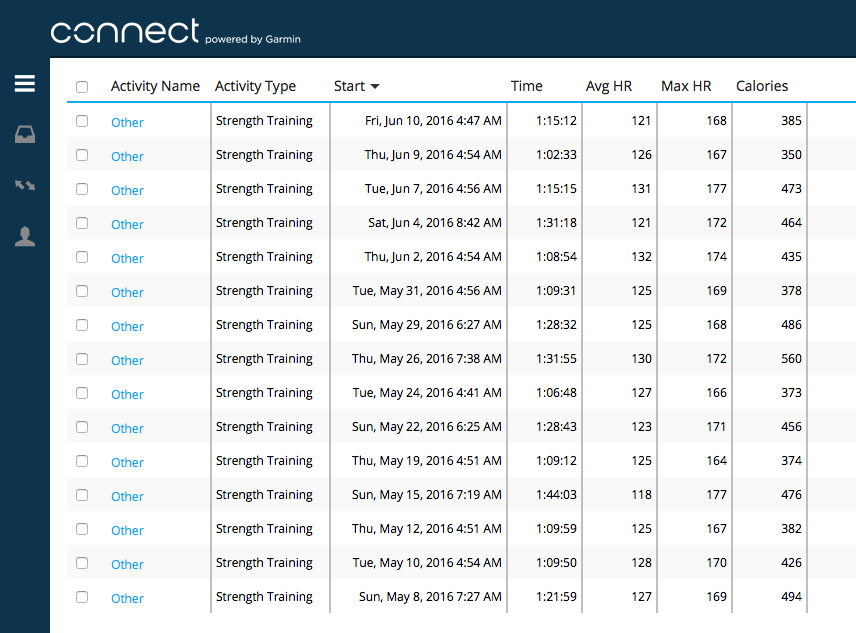 connect powered by Garmin
Activity Name Activity Type Start Time Avg HR Max HR Calories
Other Strength Training Fri, Jun 10, 2016 4:47 AM 1:15:12 121 168 385
Other Strength Training Thu, Jun 9, 2016 4:54 AM 1:02:33 126 167 350
Other Strength Training Tue, Jun 7, 2016 4:56 AM 1:15:15 131 177 473
Other Strength Training Sat, Jun 4, 2016 8:42 AM 1:31:18 121 172 464
Other Strength Training Thu, Jun 2, 2016 4:54 AM 1:08:54 132 174 435
Other Strength Training Tue, May 31, 2016 4:56 AM 1:09:31 125 169 378
Other Strength Training Sun, May 29, 2016 6:27 AM 1:28:32 125 168 486
Other Strength Training Thu, May 26, 2016 7:38 AM 1:31:55 130 172 560
Other Strength Training Tue, May 24, 2016 4:41 AM 1:06:48 127 166 373
Other Strength Training Sun, May 22, 2016 6:25 AM 1:28:43 123 171 456
Other Strength Training Thu, May 19, 2016 4:51 AM 1:09:12 125 164 374
Other Strength Training Sun, May 15, 2016 7:19 AM 1:44:03 118 177 476
Other Strength Training Thu, May 12, 2016 4:51 AM 1:09:59 125 167 382
Other Strength Training Tue, May 10, 2016 4:54 AM 1:09:50 128 170 426
Other Strength Training Sun, May 8, 2016 7:27 AM 1:21:59 127 169 494